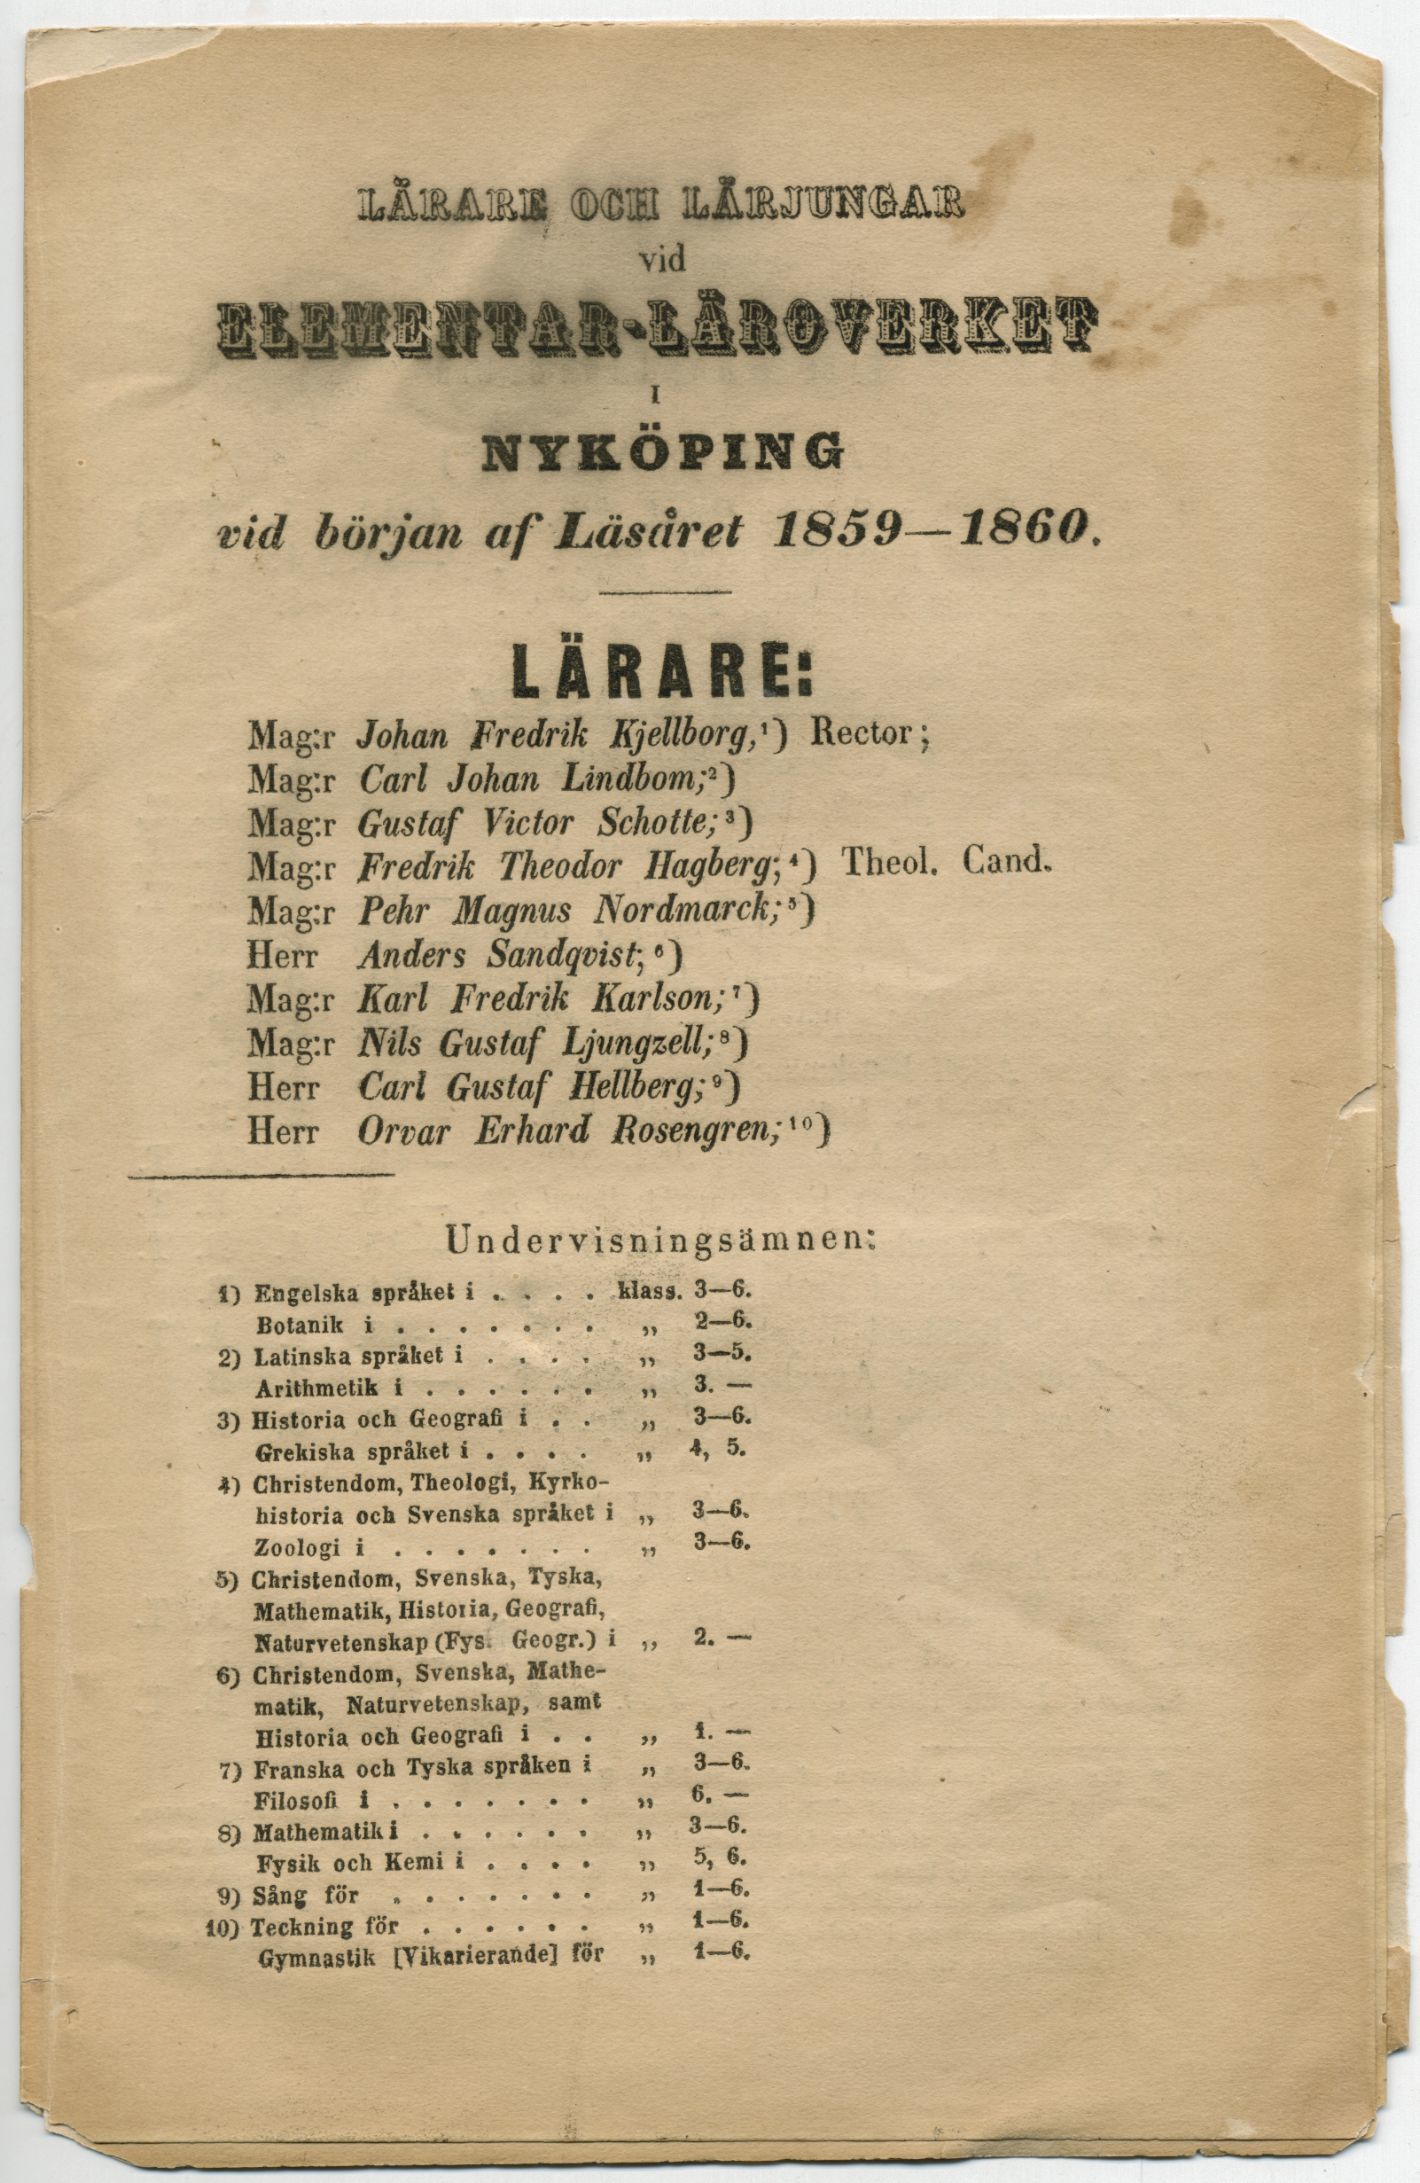 LÄRARE OCH LÄRJUNGAR
vid
ELEMENTAR-LÄROVERKET
I
NYKÖPING
vid början af Läsåret 1859—1860.
LÄRARE:
Mag:r Johan Fredrik Kjellborg,¹) Rector;
Mag:r Carl Johan Lindbom;²)
Mag:r Gustaf Victor Schotte;³)
Mag:r Fredrik Theodor Hagberg;⁴) Theol. Cand.
Mag:r Pehr Magnus Nordmarck;⁵)
Herr Anders Sandqvist;⁶)
Mag:r Karl Fredrik Karlson;⁷)
Mag:r Nils Gustaf Ljungzell;⁸)
Herr Carl Gustaf Hellberg;⁹)
Herr Orvar Erhard Rosengren;¹⁰)
Undervisningsämnen:
1) Engelska språket i . . . . klass. 3—6.
Botanik i . . . . . . . „ 2—6.
2) Latinska språket i . . . . „ 3—5.
Arithmetik i . . . . . . „ 3. —
3) Historia och Geografi i . . „ 3—6.
Grekiska språket i . . . . „ 4, 5.
4) Christendom, Theologi, Kyrko-
historia och Svenska språket i „ 3—6.
Zoologi i . . . . . . . „ 3—6.
5) Christendom, Svenska, Tyska,
Mathematik, Historia, Geografi,
Naturvetenskap (Fys. Geogr.) i „ 2. —
6) Christendom, Svenska, Mathe-
matik, Naturvetenskap, samt
Historia och Geografi i . . „ 1. —
7) Franska och Tyska språken i „ 3—6.
Filosofi i . . . . . . . „ 6. —
8) Mathematik i . . . . . . „ 3—6.
Fysik och Kemi i . . . . „ 5, 6.
9) Sång för . . . . . . . „ 1—6.
10) Teckning för . . . . . . „ 1—6.
Gymnastik [Vikarierande] för „ 1—6.